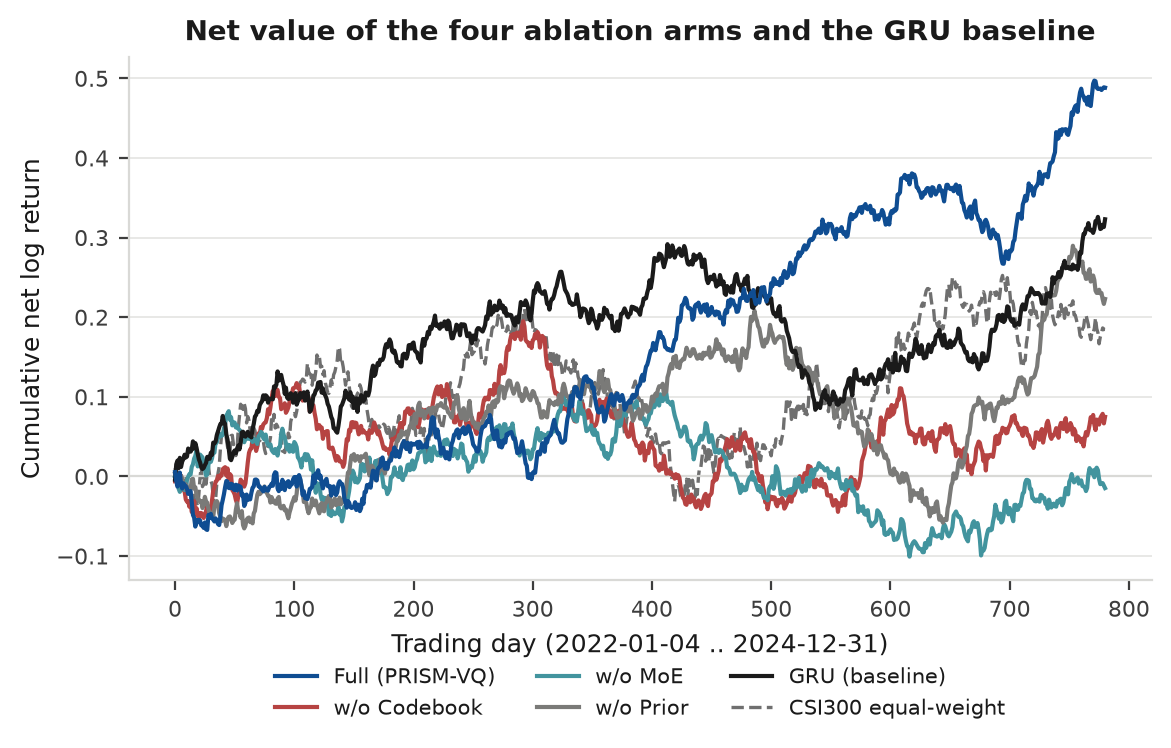 Net value of the four ablation arms and the GRU baseline
Cumulative net log return
0.5
0.4
0.3
0.2
0.1
0.0
−0.1
0 100 200 300 400 500 600 700 800
Trading day (2022-01-04 .. 2024-12-31)
Full (PRISM-VQ) w/o MoE GRU (baseline)
w/o Codebook w/o Prior CSI300 equal-weight